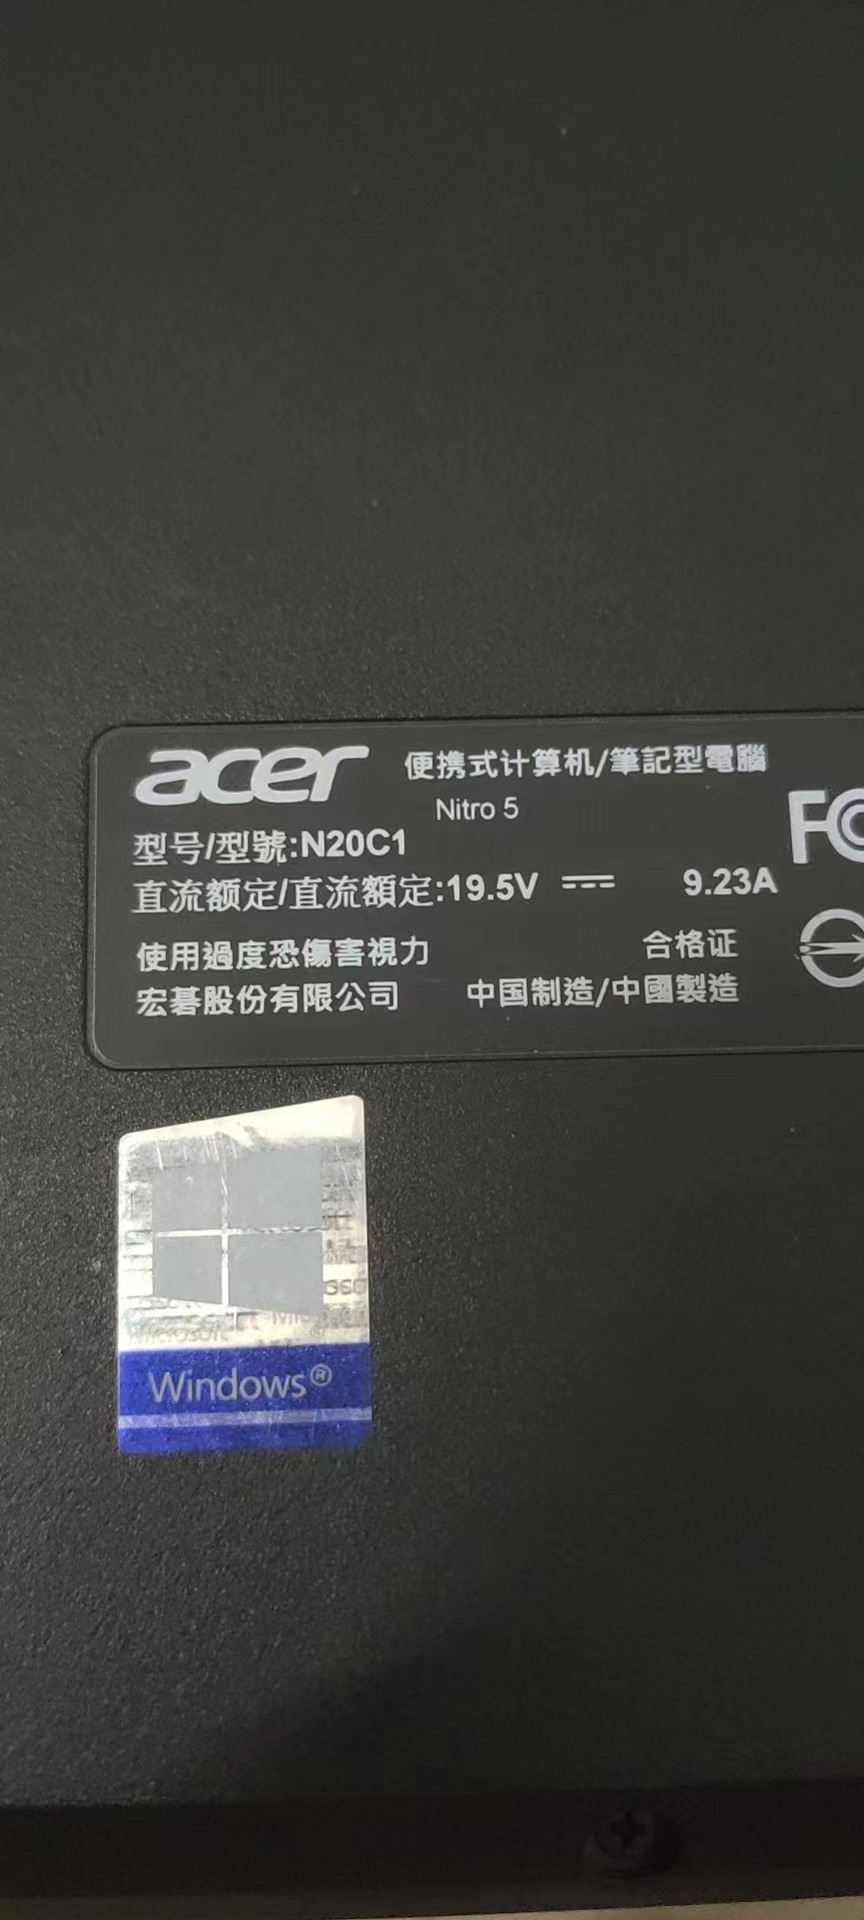 acer 便携式计算机/筆記型電腦
Nitro 5
型号/型號:N20C1
FC
直流额定/直流額定:19.5V ⎓ 9.23A
使用過度恐傷害視力 合格证
宏碁股份有限公司 中国制造/中國製造
Microsoft
Windows®